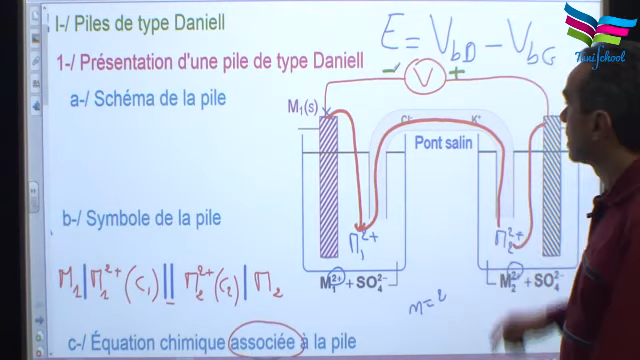 I-/ Piles de type Daniell
E = VbD - VbG
TuniSchool
1-/ Présentation d'une pile de type Daniell
- V +
a-/ Schéma de la pile
M₁(s)
Cl⁻ K⁺
Pont salin
b-/ Symbole de la pile
M₁²⁺ M₂²⁺
M₁ | M₁²⁺ (C₁) || M₂²⁺ (C₂) | M₂
M₁²⁺ + SO₄²⁻ M₂²⁺ + SO₄²⁻
n = 2
c-/ Équation chimique associée à la pile